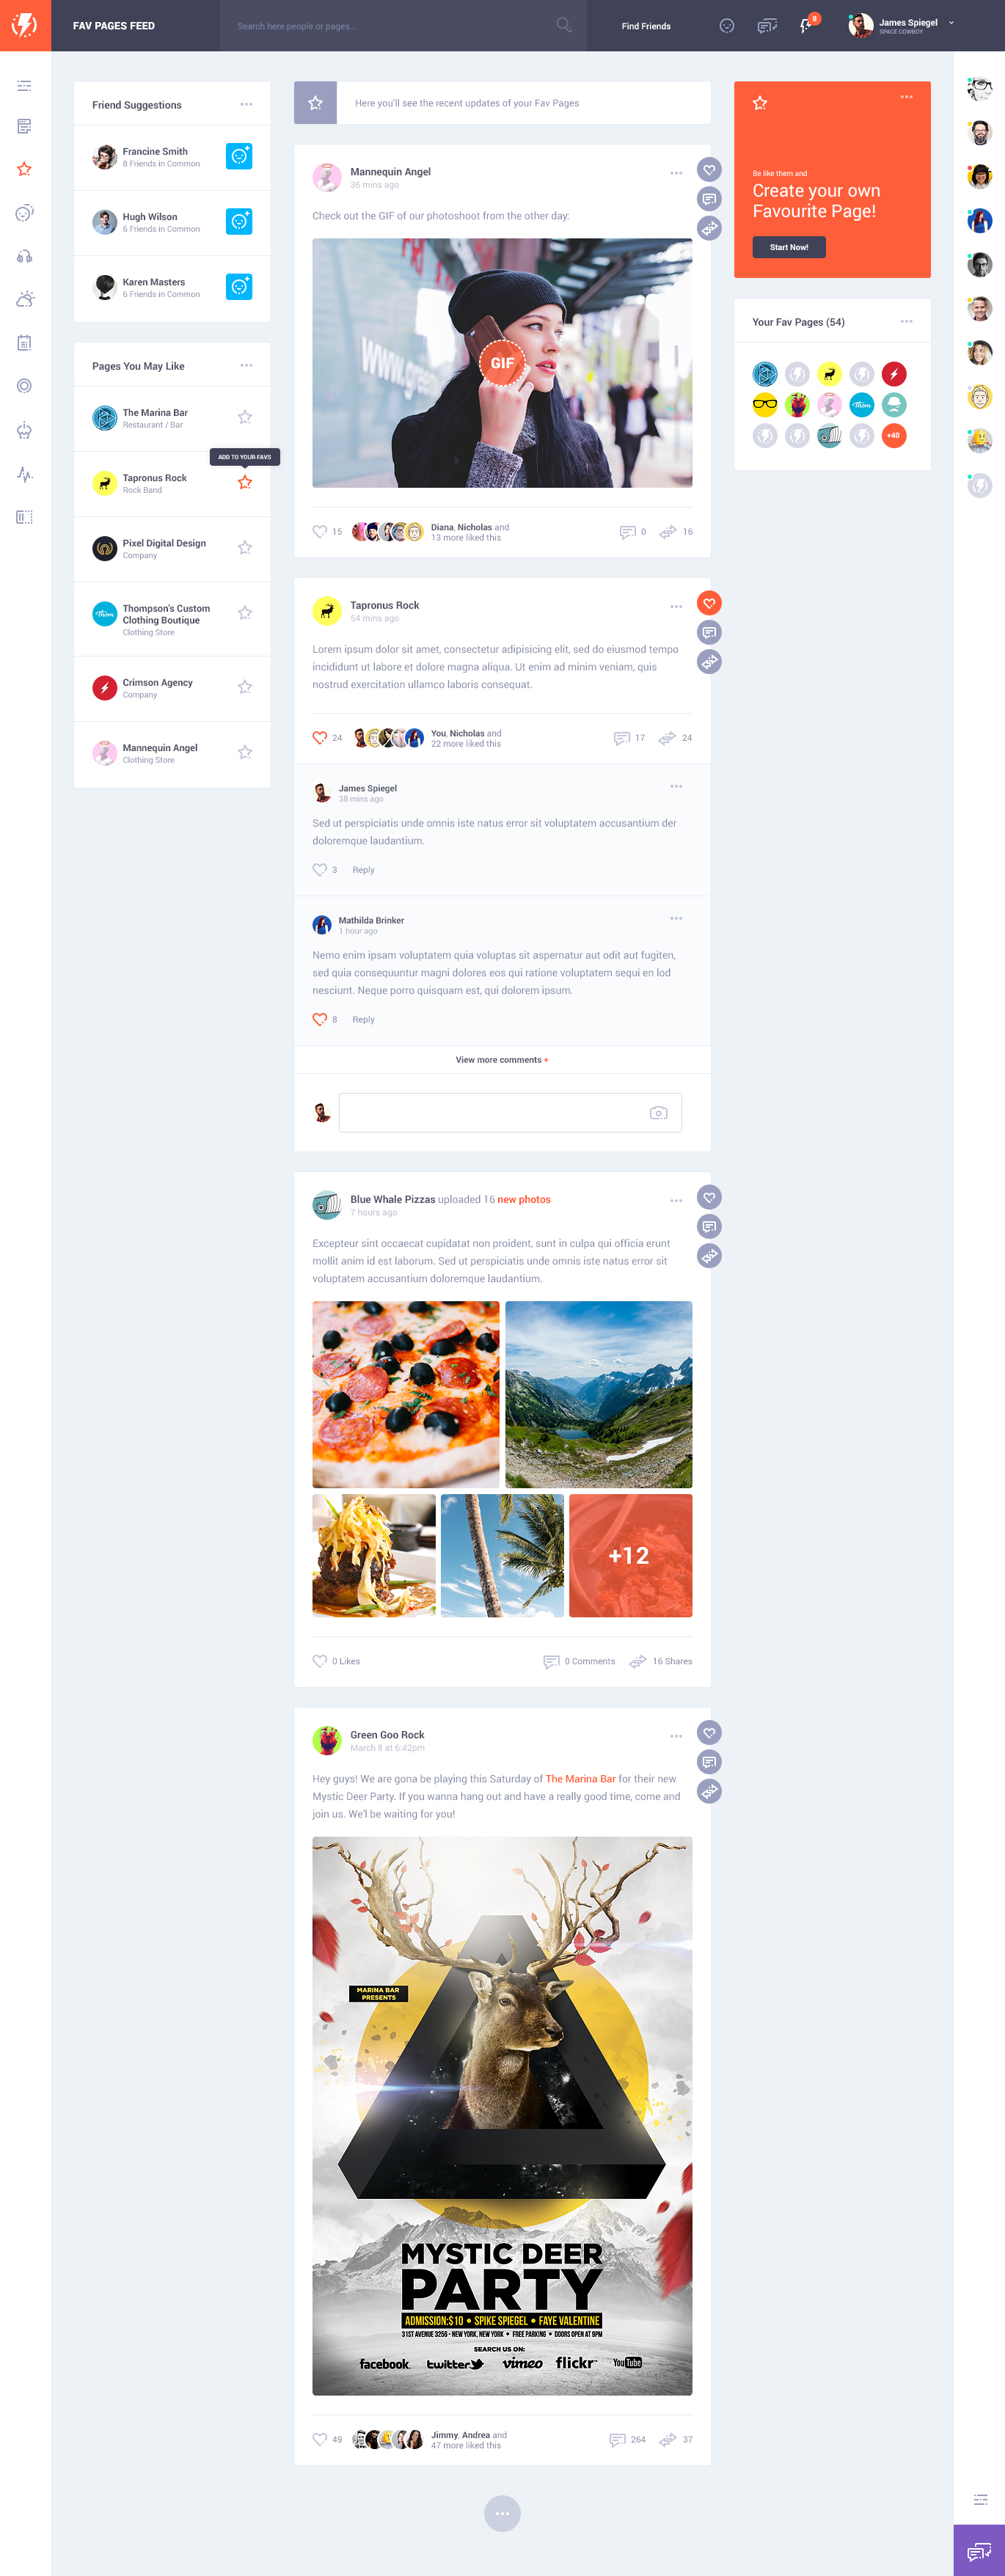 FAV PAGES FEED
Search here people or pages...
Find Friends
8
James Spiegel
SPACE COWBOY
Friend Suggestions
Francine Smith
8 Friends in Common
Hugh Wilson
6 Friends in Common
Karen Masters
6 Friends in Common
Pages You May Like
The Marina Bar
Restaurant / Bar
ADD TO YOUR FAVS
Tapronus Rock
Rock Band
Pixel Digital Design
Company
Thom
Thompson's Custom
Clothing Boutique
Clothing Store
Crimson Agency
Company
Mannequin Angel
Clothing Store
Here you'll see the recent updates of your Fav Pages
Mannequin Angel
36 mins ago
Check out the GIF of our photoshoot from the other day:
GIF
15
Diana, Nicholas and
13 more liked this
0
16
Tapronus Rock
54 mins ago
Lorem ipsum dolor sit amet, consectetur adipisicing elit, sed do eiusmod tempo
incididunt ut labore et dolore magna aliqua. Ut enim ad minim veniam, quis
nostrud exercitation ullamco laboris consequat.
24
You, Nicholas and
22 more liked this
17
24
James Spiegel
38 mins ago
Sed ut perspiciatis unde omnis iste natus error sit voluptatem accusantium der
doloremque laudantium.
3
Reply
Mathilda Brinker
1 hour ago
Nemo enim ipsam voluptatem quia voluptas sit aspernatur aut odit aut fugiten,
sed quia consequuntur magni dolores eos qui ratione voluptatem sequi en lod
nesciunt. Neque porro quisquam est, qui dolorem ipsum.
8
Reply
View more comments +
Blue Whale Pizzas uploaded 16 new photos
7 hours ago
Excepteur sint occaecat cupidatat non proident, sunt in culpa qui officia erunt
mollit anim id est laborum. Sed ut perspiciatis unde omnis iste natus error sit
voluptatem accusantium doloremque laudantium.
+12
0 Likes
0 Comments
16 Shares
Green Goo Rock
March 8 at 6:42pm
Hey guys! We are gona be playing this Saturday of The Marina Bar for their new
Mystic Deer Party. If you wanna hang out and have a really good time, come and
join us. We'l be waiting for you!
MARINA BAR
PRESENTS
MYSTIC DEER
PARTY
ADMISSION:$10 • SPIKE SPIEGEL • FAYE VALENTINE
31ST AVENUE 3256 - NEW YORK, NEW YORK • FREE PARKING • DOORS OPEN AT 9PM
SEARCH US ON:
facebook
twitter
vimeo
flickr
YouTube
49
Jimmy, Andrea and
47 more liked this
264
37
Be like them and
Create your own
Favourite Page!
Start Now!
Your Fav Pages (54)
Thom
+40